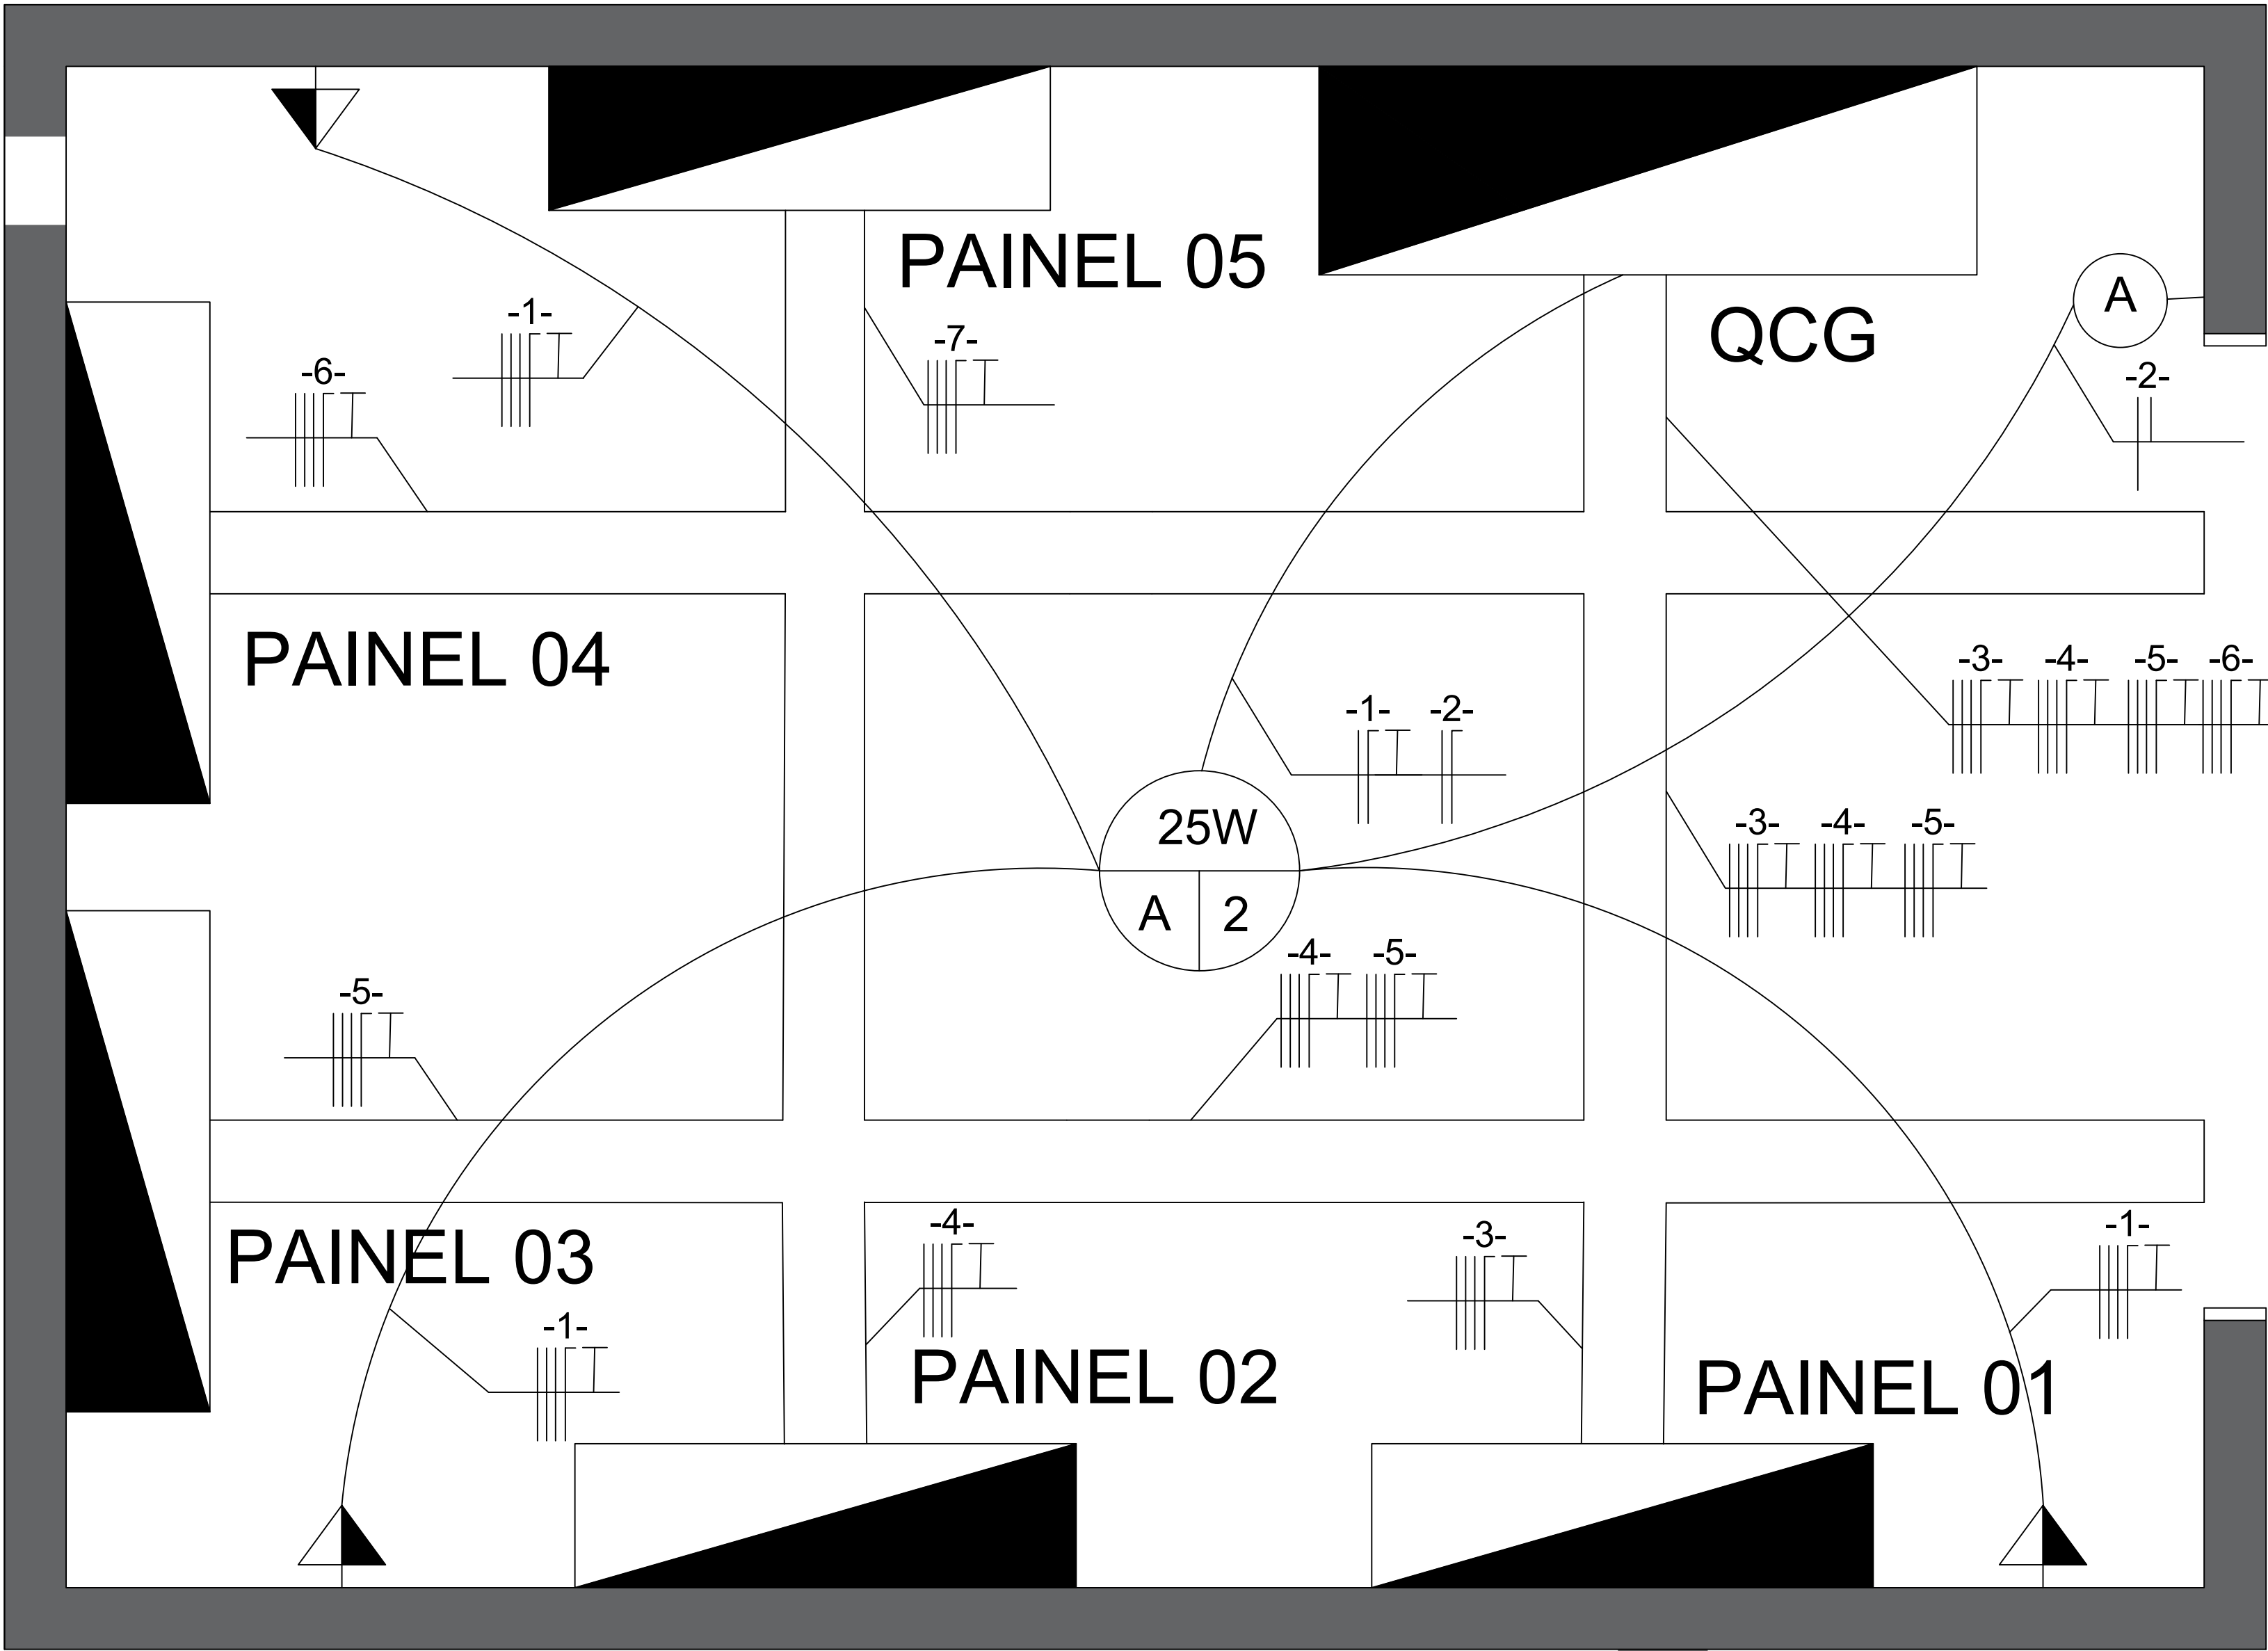 PAINEL 05
QCG
A
-1-
-7-
-6-
-2-
PAINEL 04
-3- -4- -5- -6-
-1- -2-
25W
A 2
-3- -4- -5-
-4- -5-
-5-
PAINEL 03
-4-
-3-
-1-
-1-
PAINEL 02
PAINEL 01